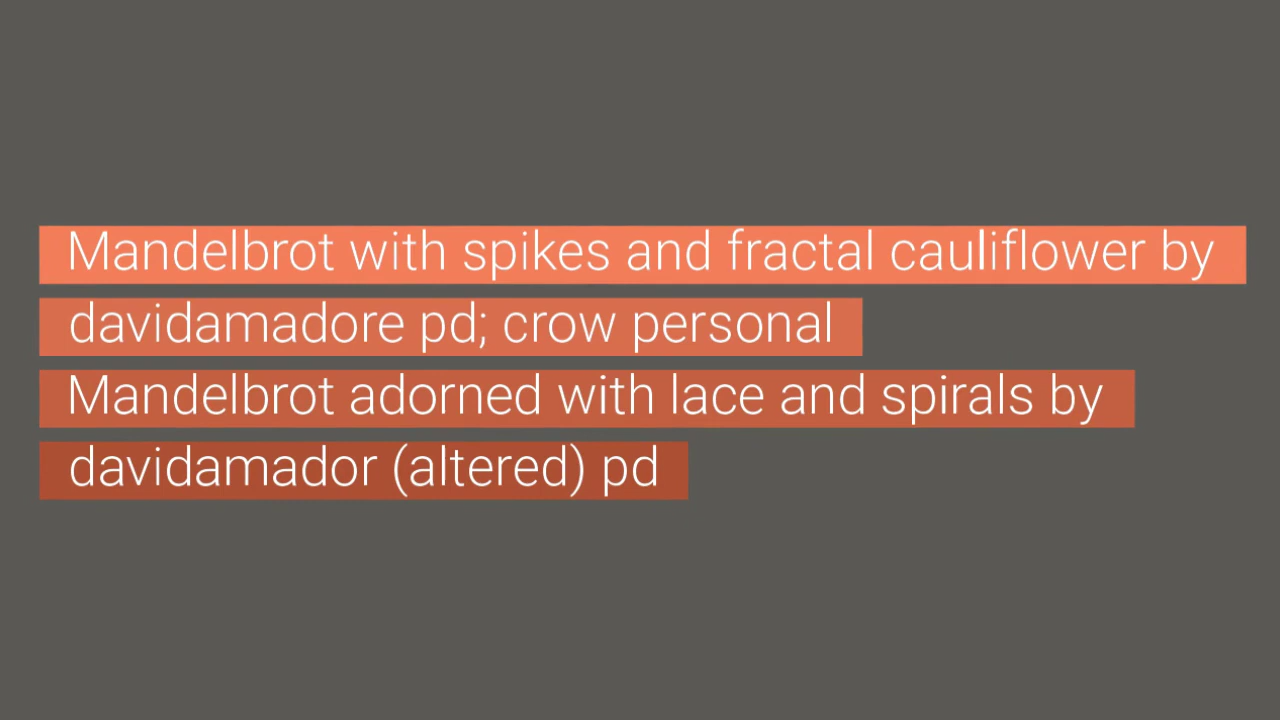 Mandelbrot with spikes and fractal cauliflower by
davidamadore pd; crow personal
Mandelbrot adorned with lace and spirals by
davidamador (altered) pd